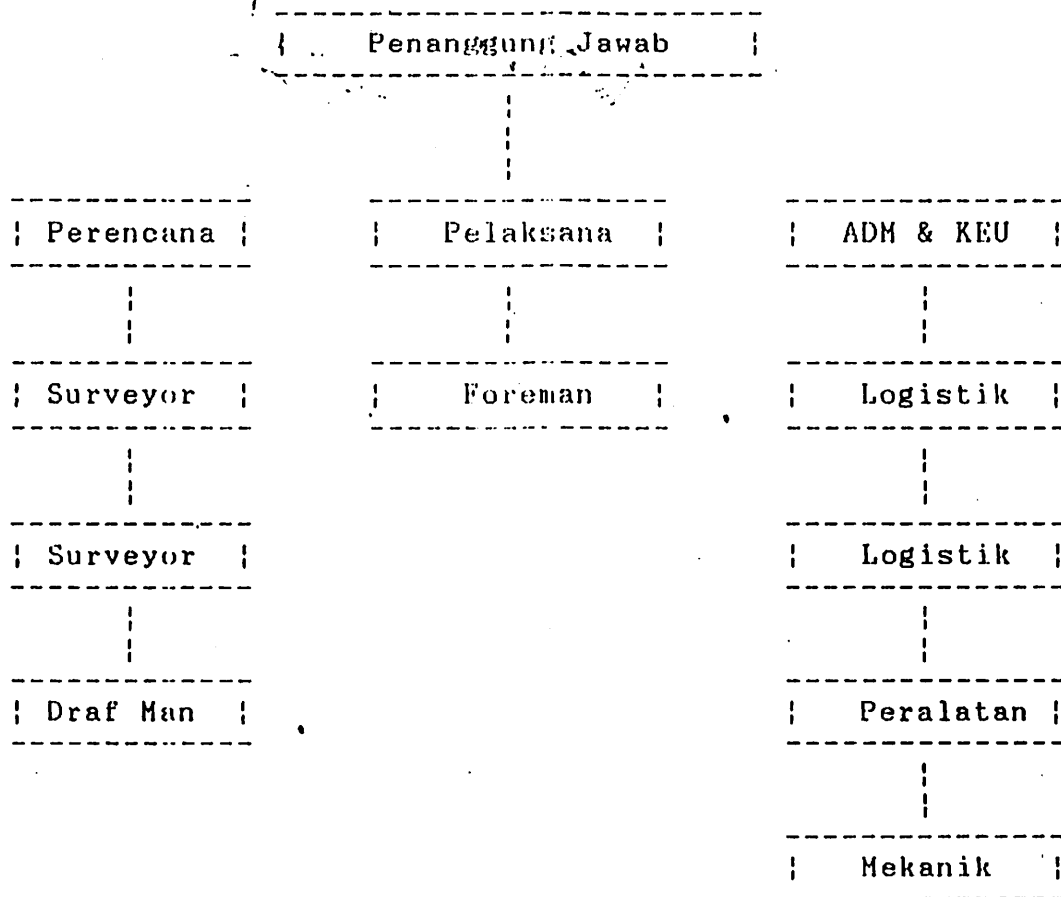 Penanggung Jawab
Perencana
Pelaksana
ADM & KEU
Surveyor
Foreman
Logistik
Surveyor
Logistik
Draf Man
Peralatan
Mekanik